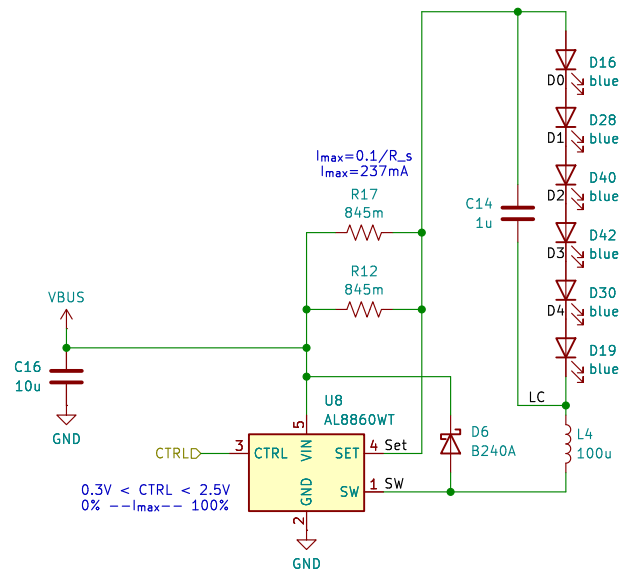 D16
D0
blue
D28
D1
blue
Imax=0.1/R_s
Imax=237mA
R17
845m
D40
D2
blue
C14
1u
D42
D3
blue
R12
845m
D30
D4
blue
VBUS
D19
blue
C16
10u
LC
U8
AL8860WT
GND
5
D6
B240A
L4
100u
CTRL
3
CTRL
VIN
SET
4
Set
0.3V < CTRL < 2.5V
0% --Imax-- 100%
GND
SW
1
SW
2
GND